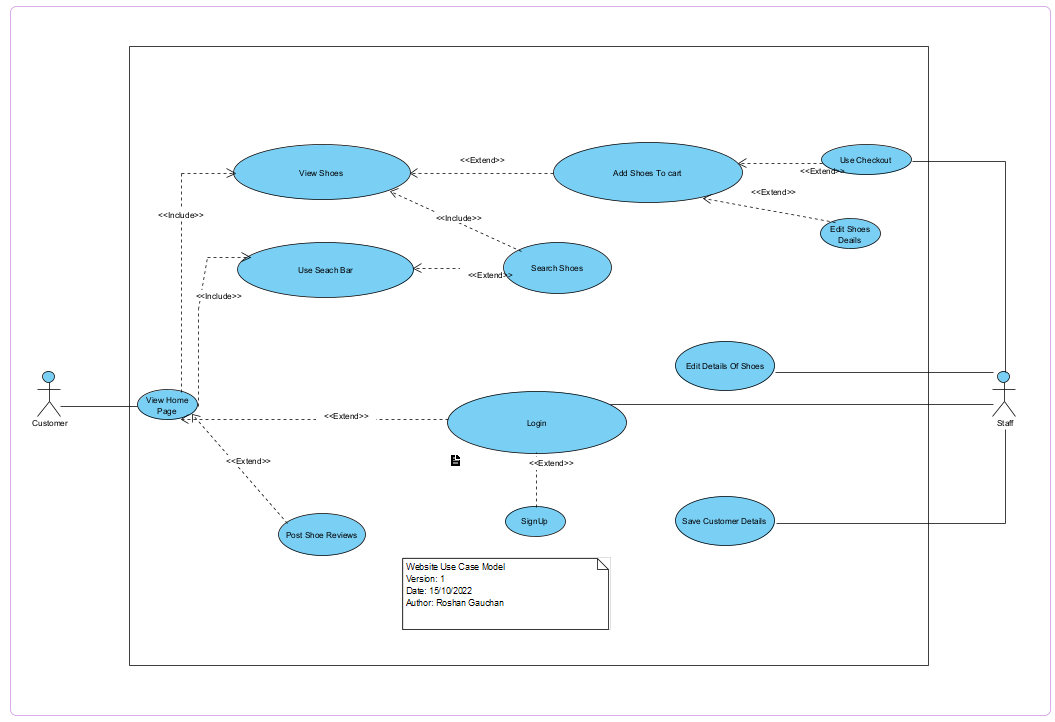 <<Extend>>
Use Checkout
View Shoes
Add Shoes To cart
<<Extend>>
<<Extend>>
<<Include>>
<<Include>>
Edit Shoes
Deails
Use Seach Bar
Search Shoes
<<Extend>>
<<Include>>
Edit Details Of Shoes
View Home
Page
<<Extend>>
Customer
Login
Staff
<<Extend>>
<<Extend>>
Post Shoe Reviews
SignUp
Save Customer Details
Website Use Case Model
Version: 1
Date: 15/10/2022
Author: Roshan Gauchan